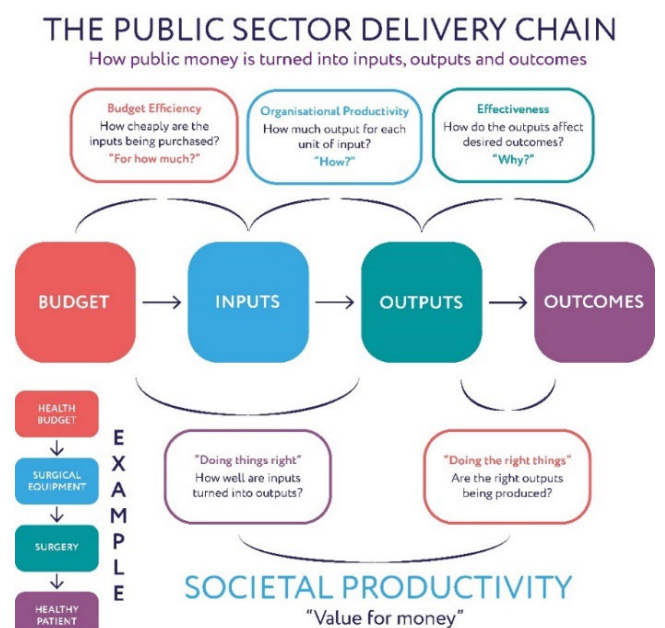 THE PUBLIC SECTOR DELIVERY CHAIN
How public money is turned into inputs, outputs and outcomes
Budget Efficiency
How cheaply are the
inputs being purchased?
"For how much?"
Organisational Productivity
How much output for each
unit of input?
"How?"
Effectiveness
How do the outputs affect
desired outcomes?
"Why?"
BUDGET
INPUTS
OUTPUTS
OUTCOMES
HEALTH
BUDGET
SURGICAL
EQUIPMENT
SURGERY
HEALTHY
PATIENT
EXAMPLE
"Doing things right"
How well are inputs
turned into outputs?
"Doing the right things"
Are the right outputs
being produced?
SOCIETAL PRODUCTIVITY
"Value for money"